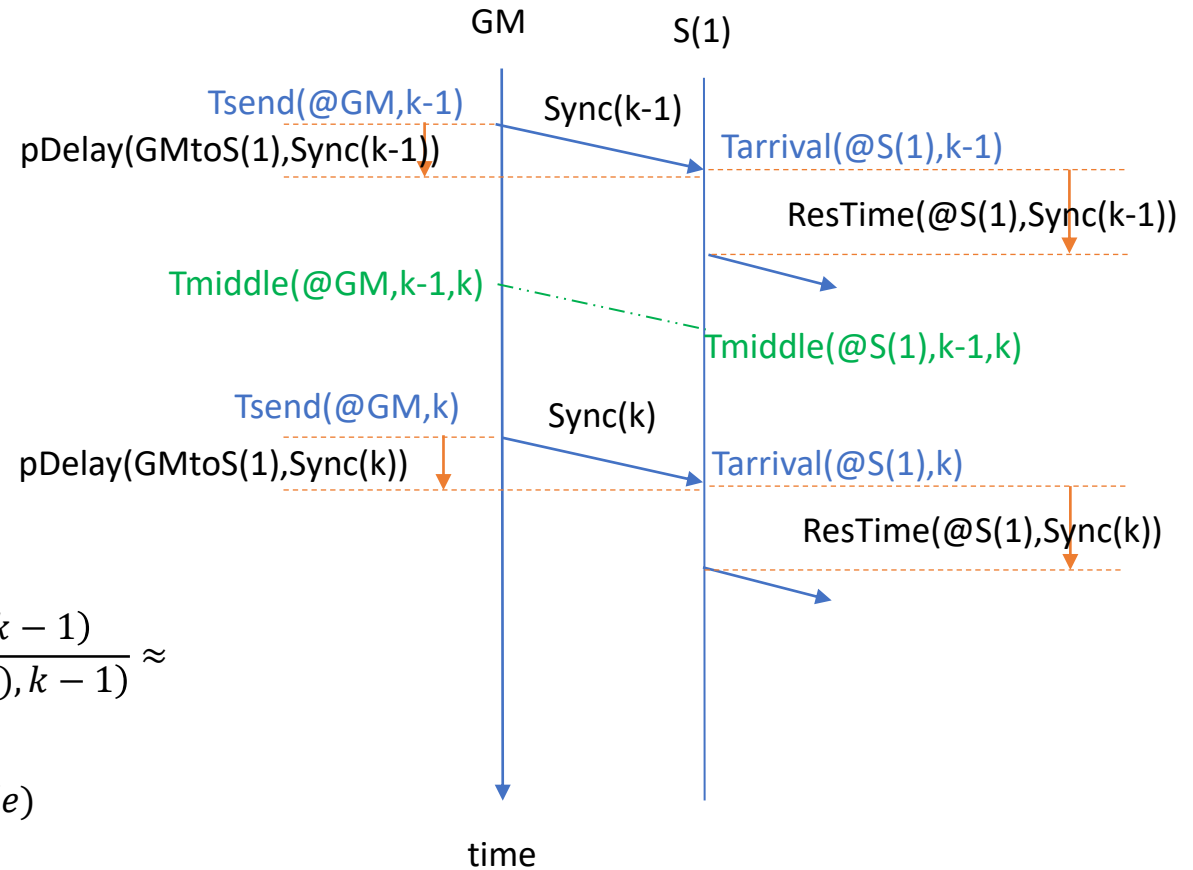 GM
S(1)
Tsend(@GM,k-1)
Sync(k-1)
pDelay(GMtoS(1),Sync(k-1))
Tarrival(@S(1),k-1)
ResTime(@S(1),Sync(k-1))
Tmiddle(@GM,k-1,k)
Tmiddle(@S(1),k-1,k)
Tsend(@GM,k)
Sync(k)
pDelay(GMtoS(1),Sync(k))
Tarrival(@S(1),k)
ResTime(@S(1),Sync(k))
k − 1)
), k − 1) ≈
e)
time